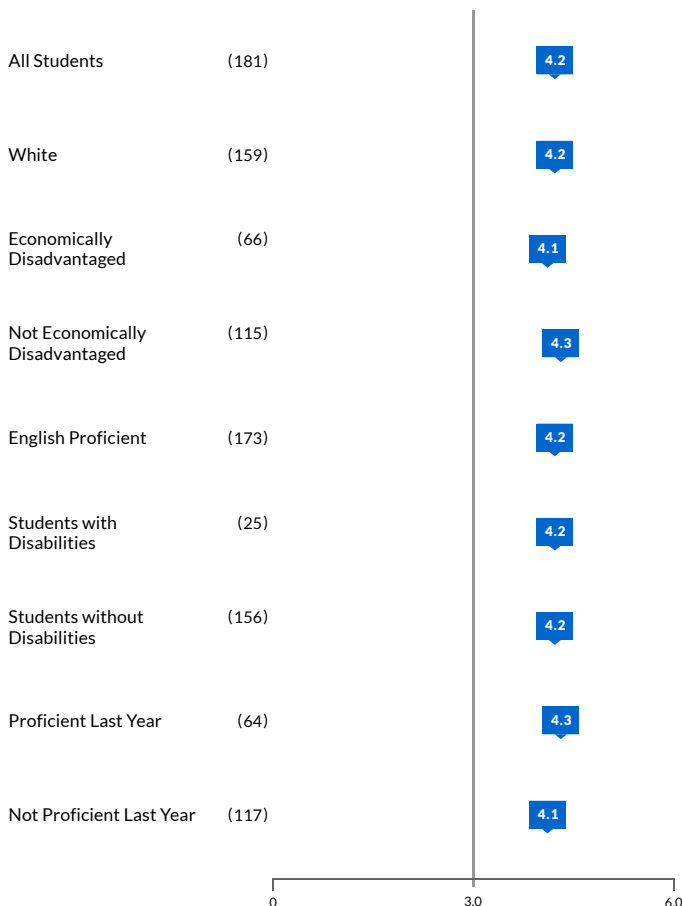 All Students (181) 4.2
White (159) 4.2
Economically (66) 4.1
Disadvantaged
Not Economically (115) 4.3
Disadvantaged
English Proficient (173) 4.2
Students with (25) 4.2
Disabilities
Students without (156) 4.2
Disabilities
Proficient Last Year (64) 4.3
Not Proficient Last Year (117) 4.1
0 3.0 6.0